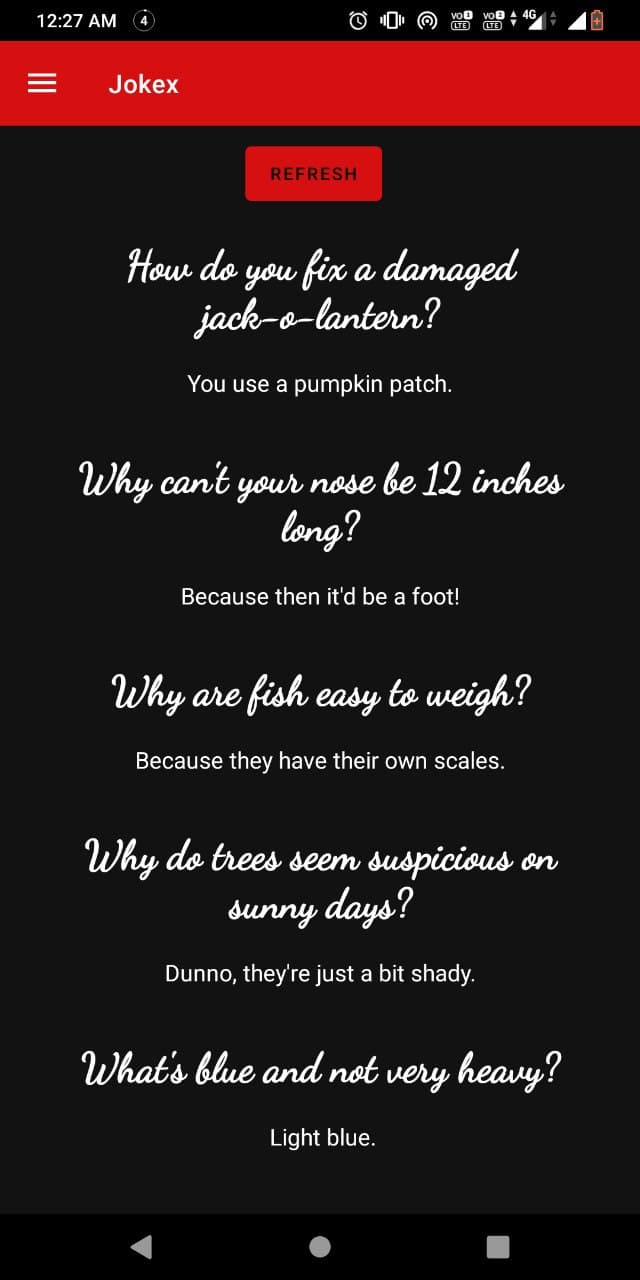 12:27 AM 4 VO 1 LTE VO 2 LTE 4G
Jokex
REFRESH
How do you fix a damaged
jack-o-lantern?
You use a pumpkin patch.
Why can't your nose be 12 inches
long?
Because then it'd be a foot!
Why are fish easy to weigh?
Because they have their own scales.
Why do trees seem suspicious on
sunny days?
Dunno, they're just a bit shady.
What's blue and not very heavy?
Light blue.